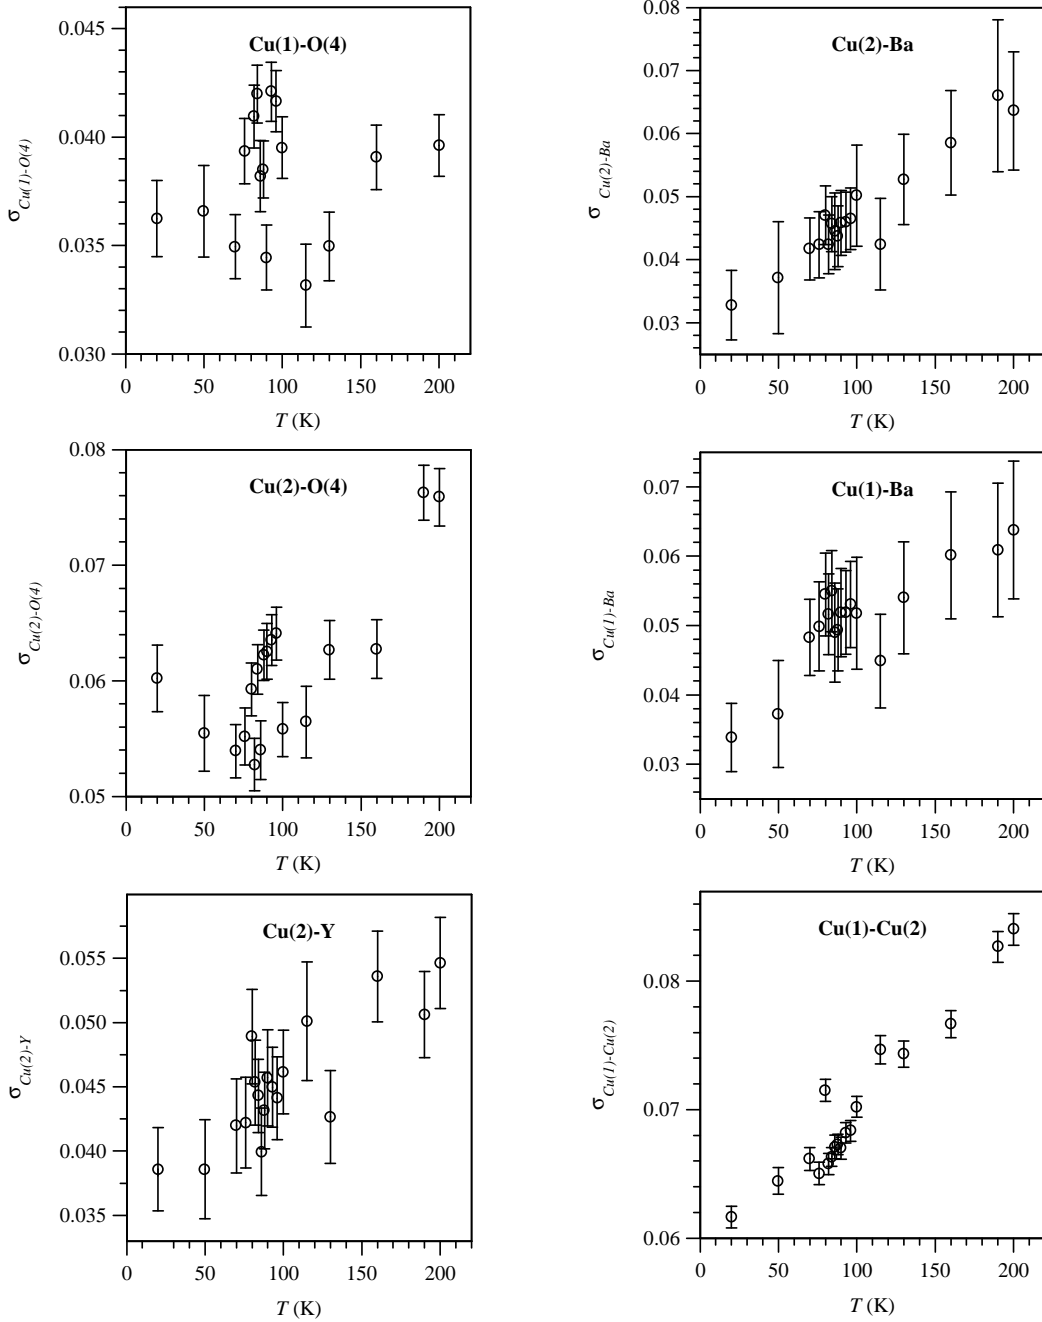 0.045
Cu(1)-O(4)
0.040
σCu(1)-O(4)
0.035
0.030
0 50 100 150 200
T (K)
0.08
Cu(2)-Ba
0.07
0.06
σ Cu(2)-Ba
0.05
0.04
0.03
0 50 100 150 200
T (K)
0.08
Cu(2)-O(4)
0.07
σCu(2)-O(4)
0.06
0.05
0 50 100 150 200
T (K)
0.07
Cu(1)-Ba
0.06
σCu(1)-Ba
0.05
0.04
0.03
0 50 100 150 200
T (K)
Cu(2)-Y
0.055
0.050
σCu(2)-Y
0.045
0.040
0.035
0 50 100 150 200
T (K)
Cu(1)-Cu(2)
0.08
σCu(1)-Cu(2)
0.07
0.06
0 50 100 150 200
T (K)